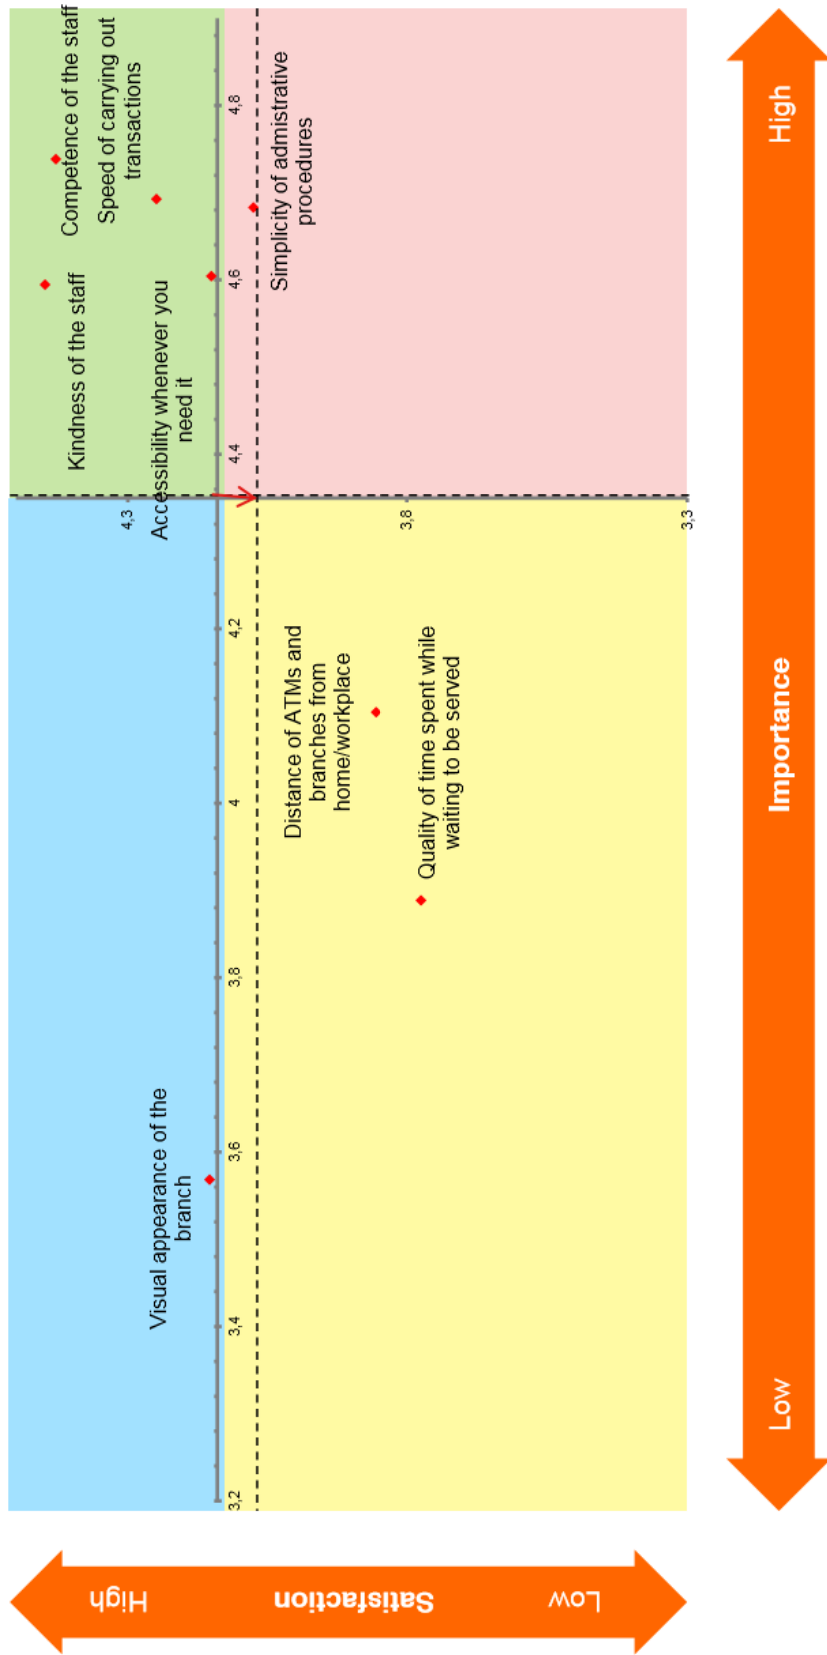 Competence of the staff
Speed of carrying out
transactions
Kindness of the staff
Accessibility whenever you
need it
Simplicity of admistrative
procedures
Distance of ATMs and
branches from
home/workplace
Quality of time spent while
waiting to be served
Visual appearance of the
branch
4,3
3,8
3,3
3,2
3,4
3,6
3,8
4
4,2
4,4
4,6
4,8
High
Satisfaction
Low
Low
Importance
High